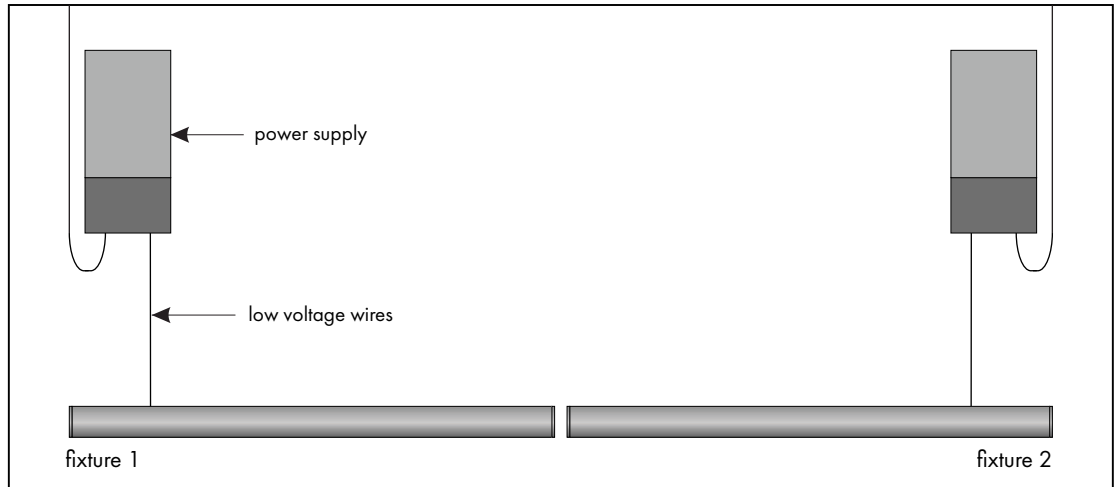 power supply
low voltage wires
fixture 1
fixture 2